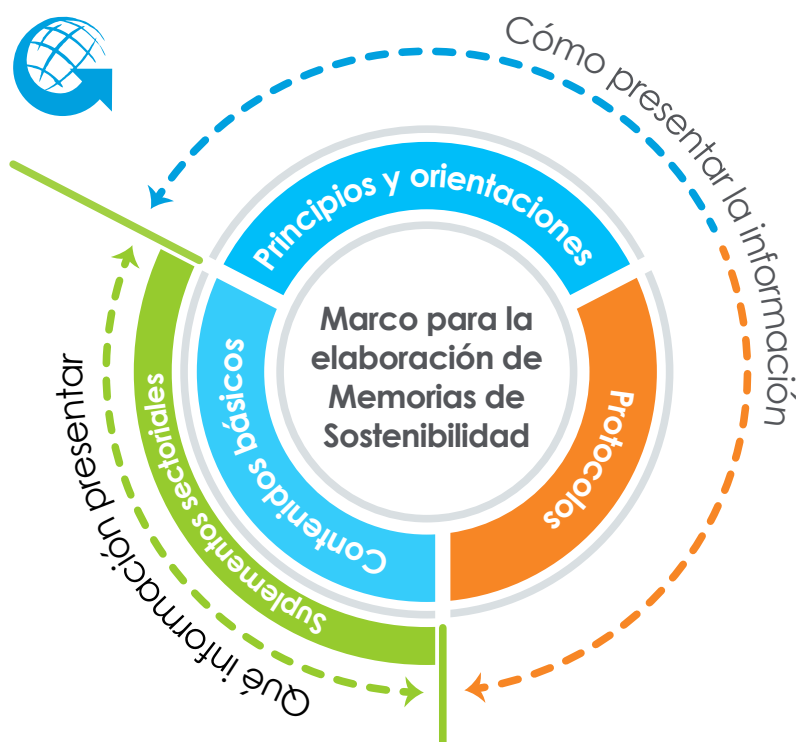 Cómo presentar la información
Principios y orientaciones
Marco para la
elaboración de
Memorias de
Sostenibilidad
Contenidos básicos
Protocolos
Suplementos sectoriales
Qué información presentar